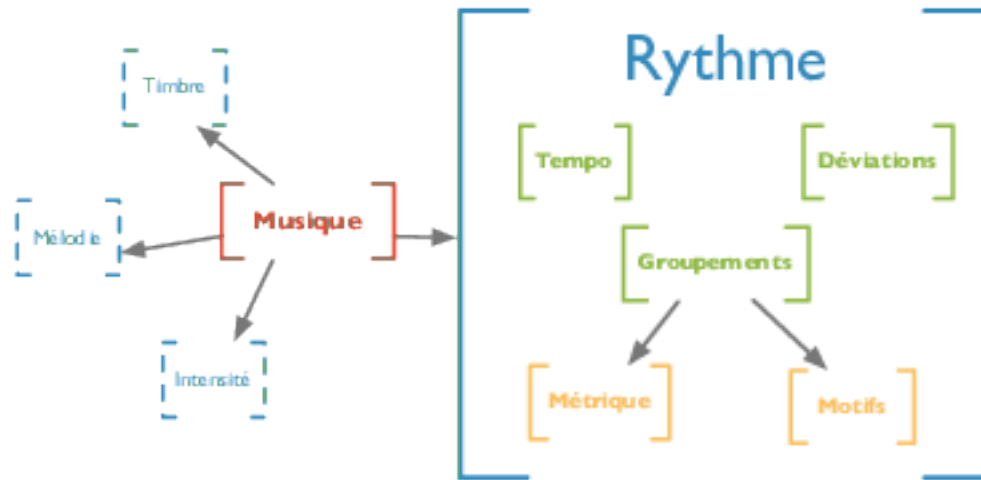 Rythme
Timbre
Tempo
Déviations
Musique
Mélodie
Groupements
Intensité
Métrique
Motifs